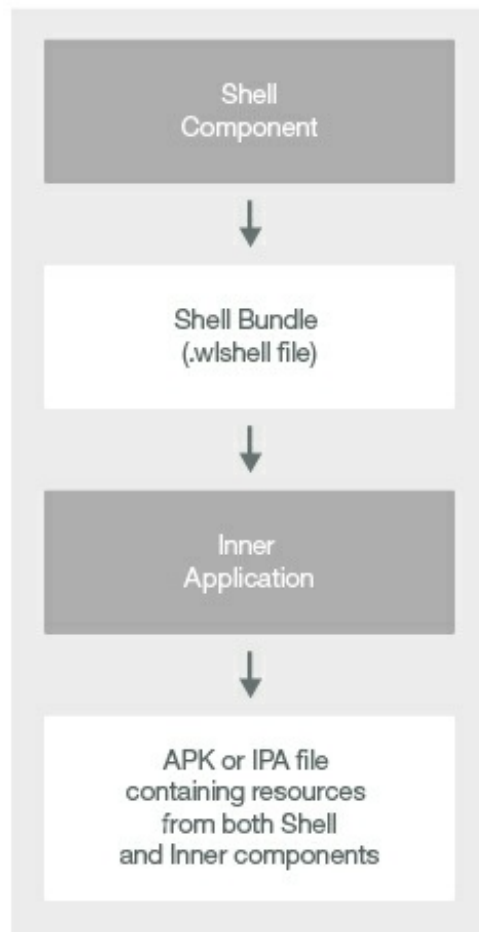 Shell
Component
Shell Bundle
(.wlshell file)
Inner
Application
APK or IPA file
containing resources
from both Shell
and Inner components